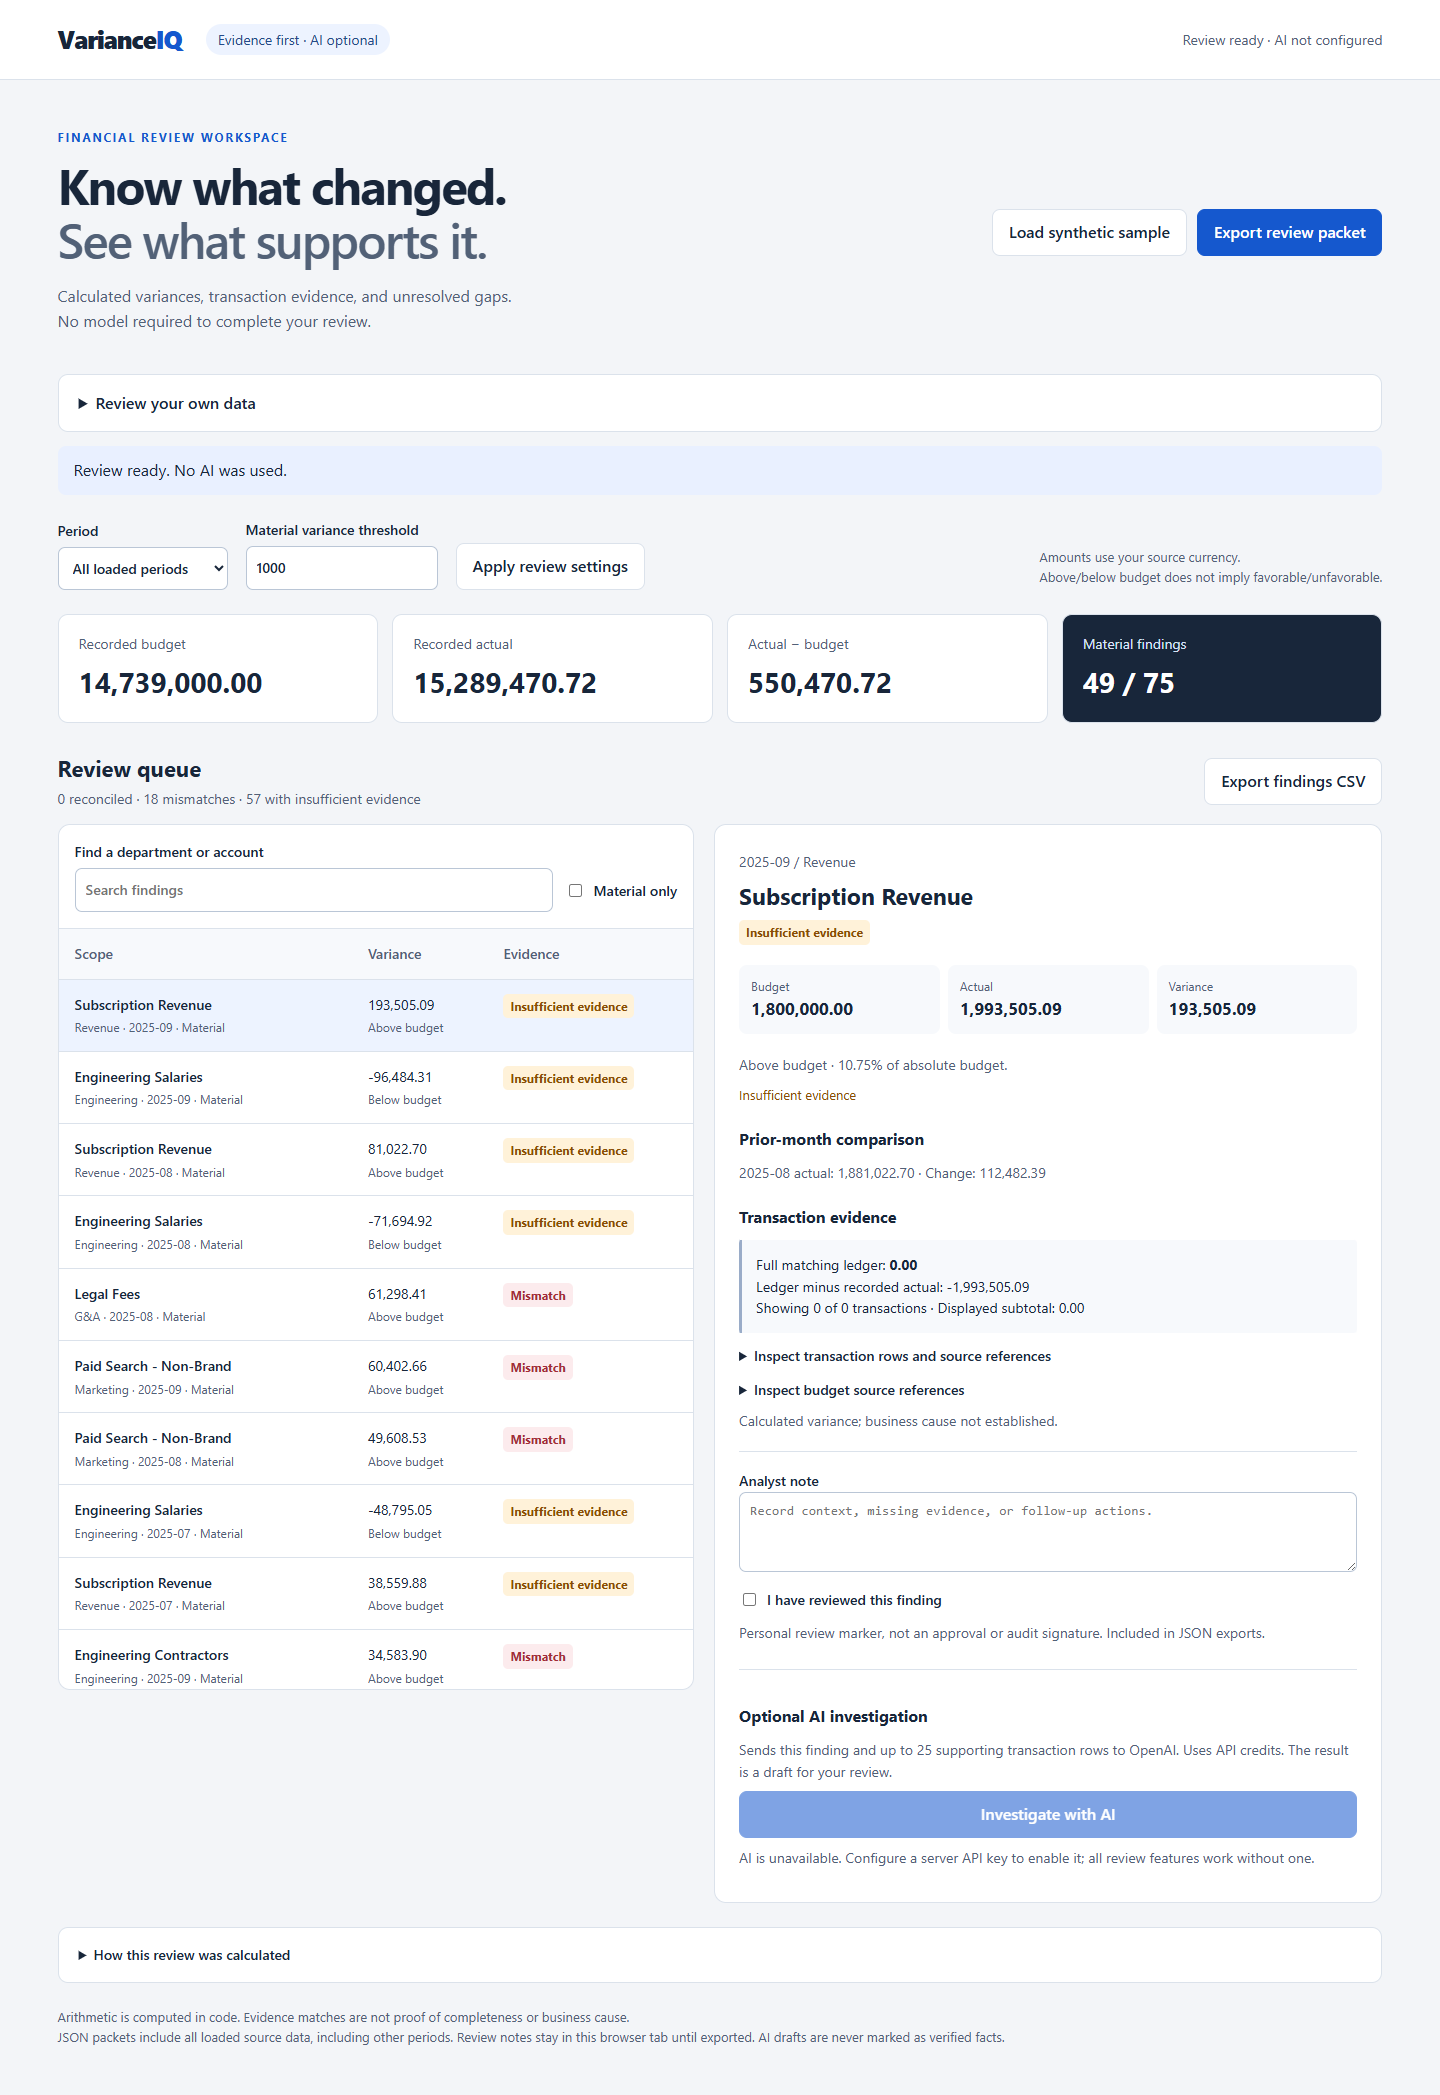 VarianceIQ
Evidence first · AI optional
Review ready · AI not configured
FINANCIAL REVIEW WORKSPACE
Know what changed.
See what supports it.
Calculated variances, transaction evidence, and unresolved gaps.
No model required to complete your review.
Load synthetic sample
Export review packet
▶ Review your own data
Review ready. No AI was used.
Period
All loaded periods
Material variance threshold
1000
Apply review settings
Amounts use your source currency.
Above/below budget does not imply favorable/unfavorable.
Recorded budget
14,739,000.00
Recorded actual
15,289,470.72
Actual − budget
550,470.72
Material findings
49 / 75
Review queue
0 reconciled · 18 mismatches · 57 with insufficient evidence
Export findings CSV
Find a department or account
Search findings
Material only
Scope Variance Evidence
Subscription Revenue 193,505.09 Insufficient evidence
Revenue · 2025-09 · Material Above budget
Engineering Salaries -96,484.31 Insufficient evidence
Engineering · 2025-09 · Material Below budget
Subscription Revenue 81,022.70 Insufficient evidence
Revenue · 2025-08 · Material Above budget
Engineering Salaries -71,694.92 Insufficient evidence
Engineering · 2025-08 · Material Below budget
Legal Fees 61,298.41 Mismatch
G&A · 2025-08 · Material Above budget
Paid Search - Non-Brand 60,402.66 Mismatch
Marketing · 2025-09 · Material Above budget
Paid Search - Non-Brand 49,608.53 Mismatch
Marketing · 2025-08 · Material Above budget
Engineering Salaries -48,795.05 Insufficient evidence
Engineering · 2025-07 · Material Below budget
Subscription Revenue 38,559.88 Insufficient evidence
Revenue · 2025-07 · Material Above budget
Engineering Contractors 34,583.90 Mismatch
Engineering · 2025-09 · Material Above budget
2025-09 / Revenue
Subscription Revenue
Insufficient evidence
Budget
1,800,000.00
Actual
1,993,505.09
Variance
193,505.09
Above budget · 10.75% of absolute budget.
Insufficient evidence
Prior-month comparison
2025-08 actual: 1,881,022.70 · Change: 112,482.39
Transaction evidence
Full matching ledger: 0.00
Ledger minus recorded actual: -1,993,505.09
Showing 0 of 0 transactions · Displayed subtotal: 0.00
▶ Inspect transaction rows and source references
▶ Inspect budget source references
Calculated variance; business cause not established.
Analyst note
Record context, missing evidence, or follow-up actions.
I have reviewed this finding
Personal review marker, not an approval or audit signature. Included in JSON exports.
Optional AI investigation
Sends this finding and up to 25 supporting transaction rows to OpenAI. Uses API credits. The result
is a draft for your review.
Investigate with AI
AI is unavailable. Configure a server API key to enable it; all review features work without one.
▶ How this review was calculated
Arithmetic is computed in code. Evidence matches are not proof of completeness or business cause.
JSON packets include all loaded source data, including other periods. Review notes stay in this browser tab until exported. AI drafts are never marked as verified facts.